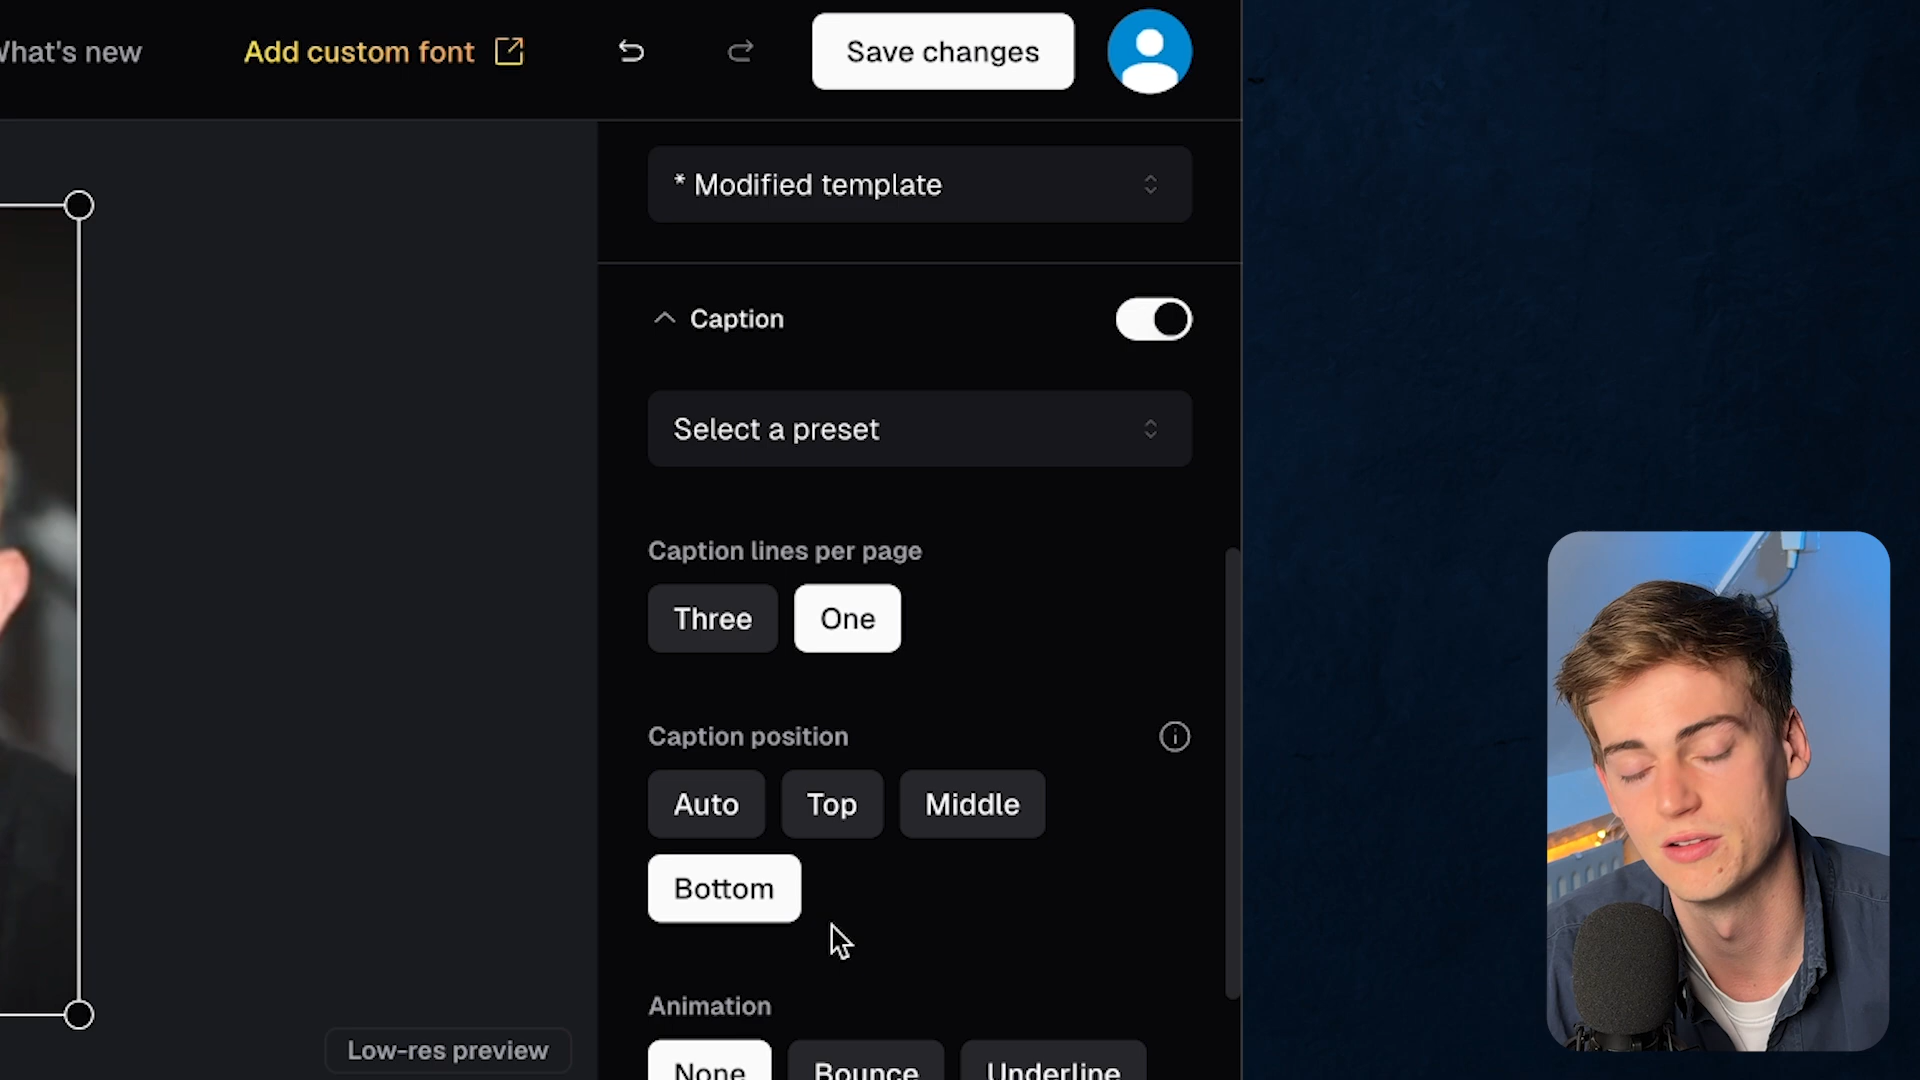 What's new
Add custom font
Save changes
* Modified template
Caption
Select a preset
Caption lines per page
Three One
Caption position
Auto Top Middle
Bottom
Animation
None Bounce Underline
Low-res preview